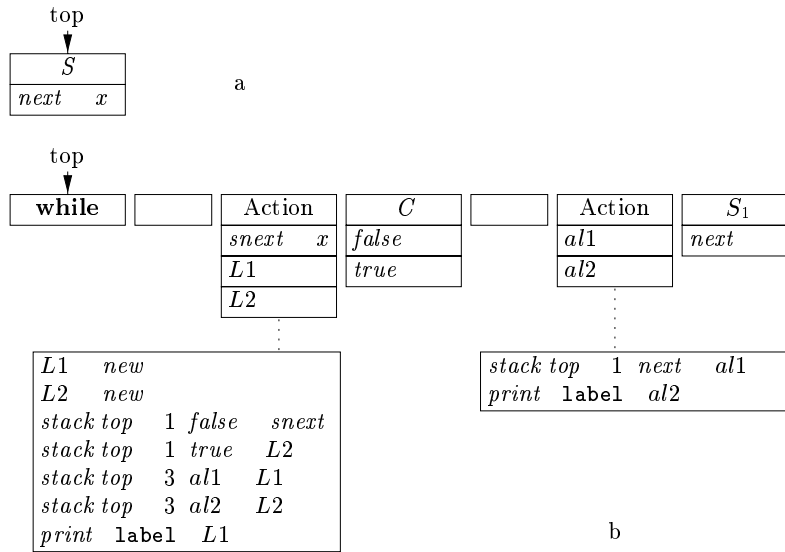 top
S
next x
a
top
while Action C Action S1
snext x false al1 next
L1 true al2
L2
L1 new
L2 new
stack top 1 false snext
stack top 1 true L2
stack top 3 al1 L1
stack top 3 al2 L2
print label L1
stack top 1 next al1
print label al2
b